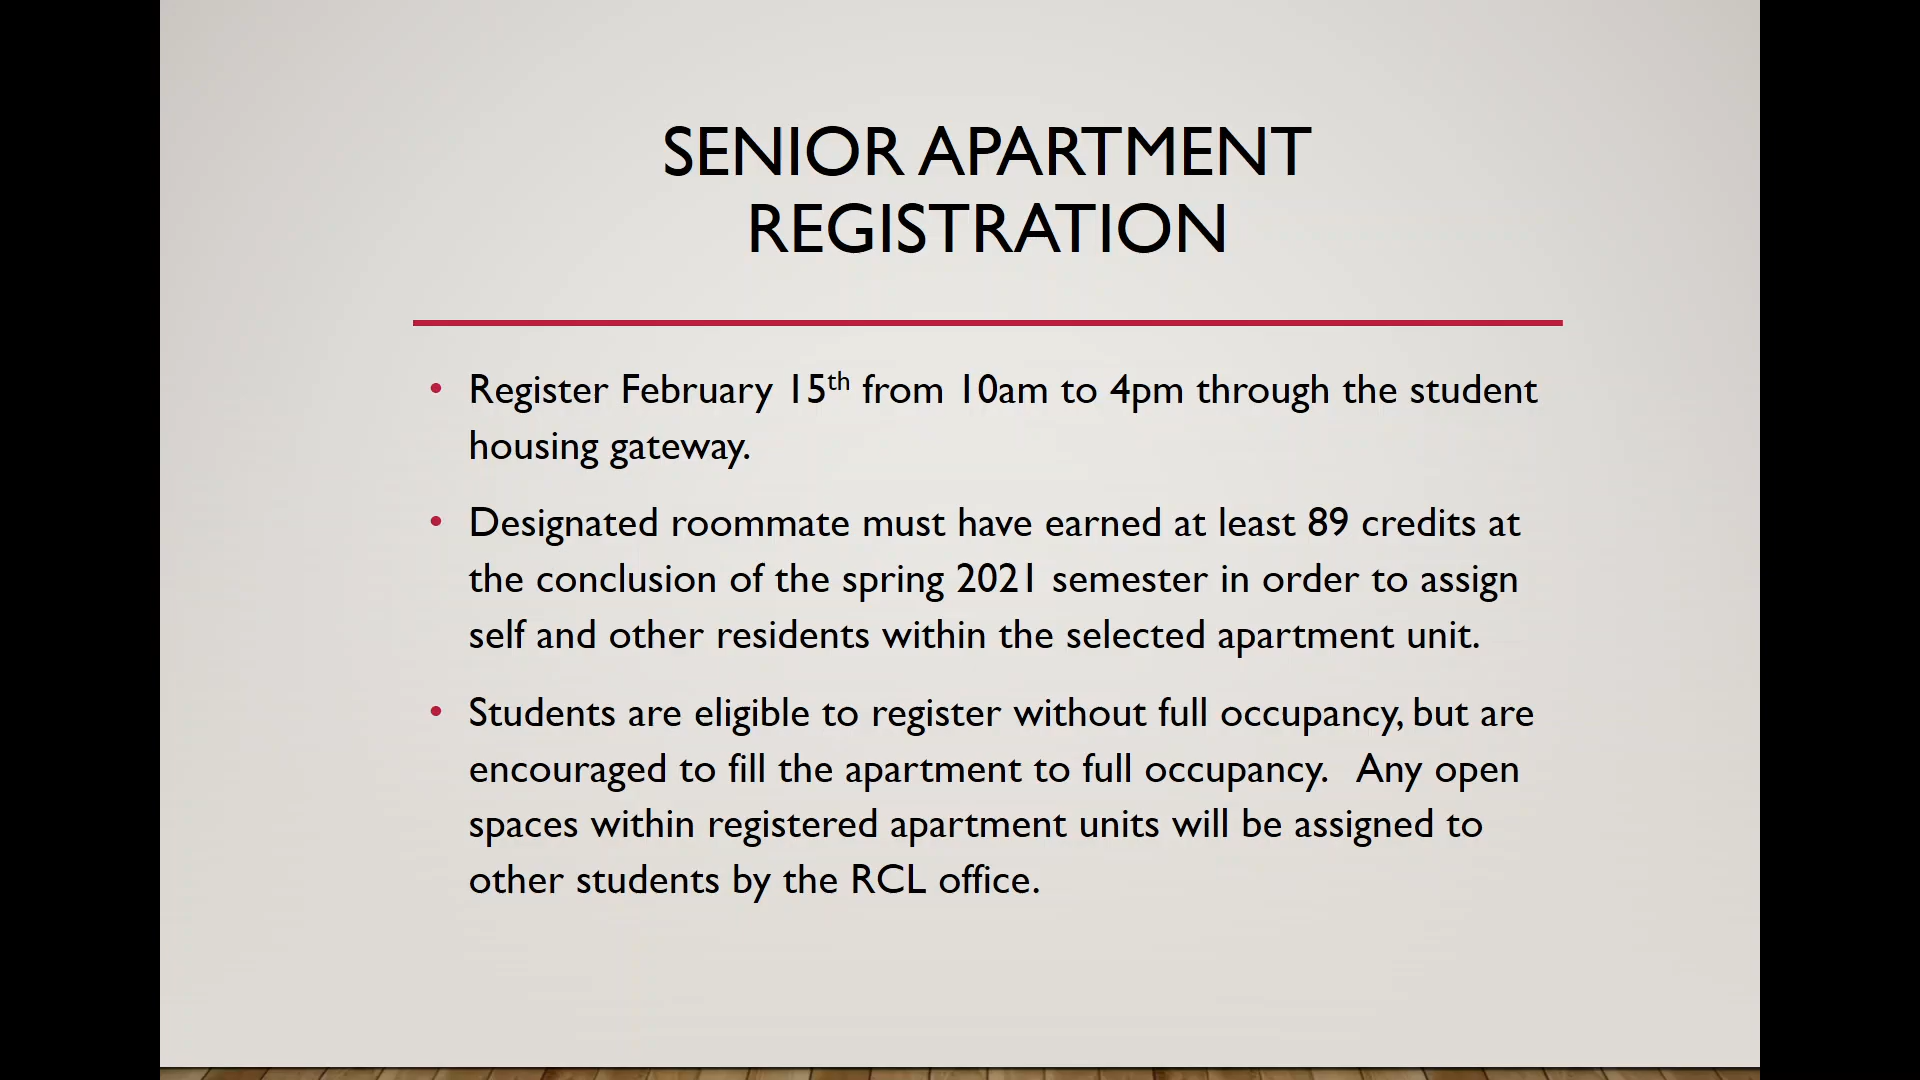 SENIOR APARTMENT
REGISTRATION
• Register February 15th from 10am to 4pm through the student
housing gateway.
• Designated roommate must have earned at least 89 credits at
the conclusion of the spring 2021 semester in order to assign
self and other residents within the selected apartment unit.
• Students are eligible to register without full occupancy, but are
encouraged to fill the apartment to full occupancy.  Any open
spaces within registered apartment units will be assigned to
other students by the RCL office.